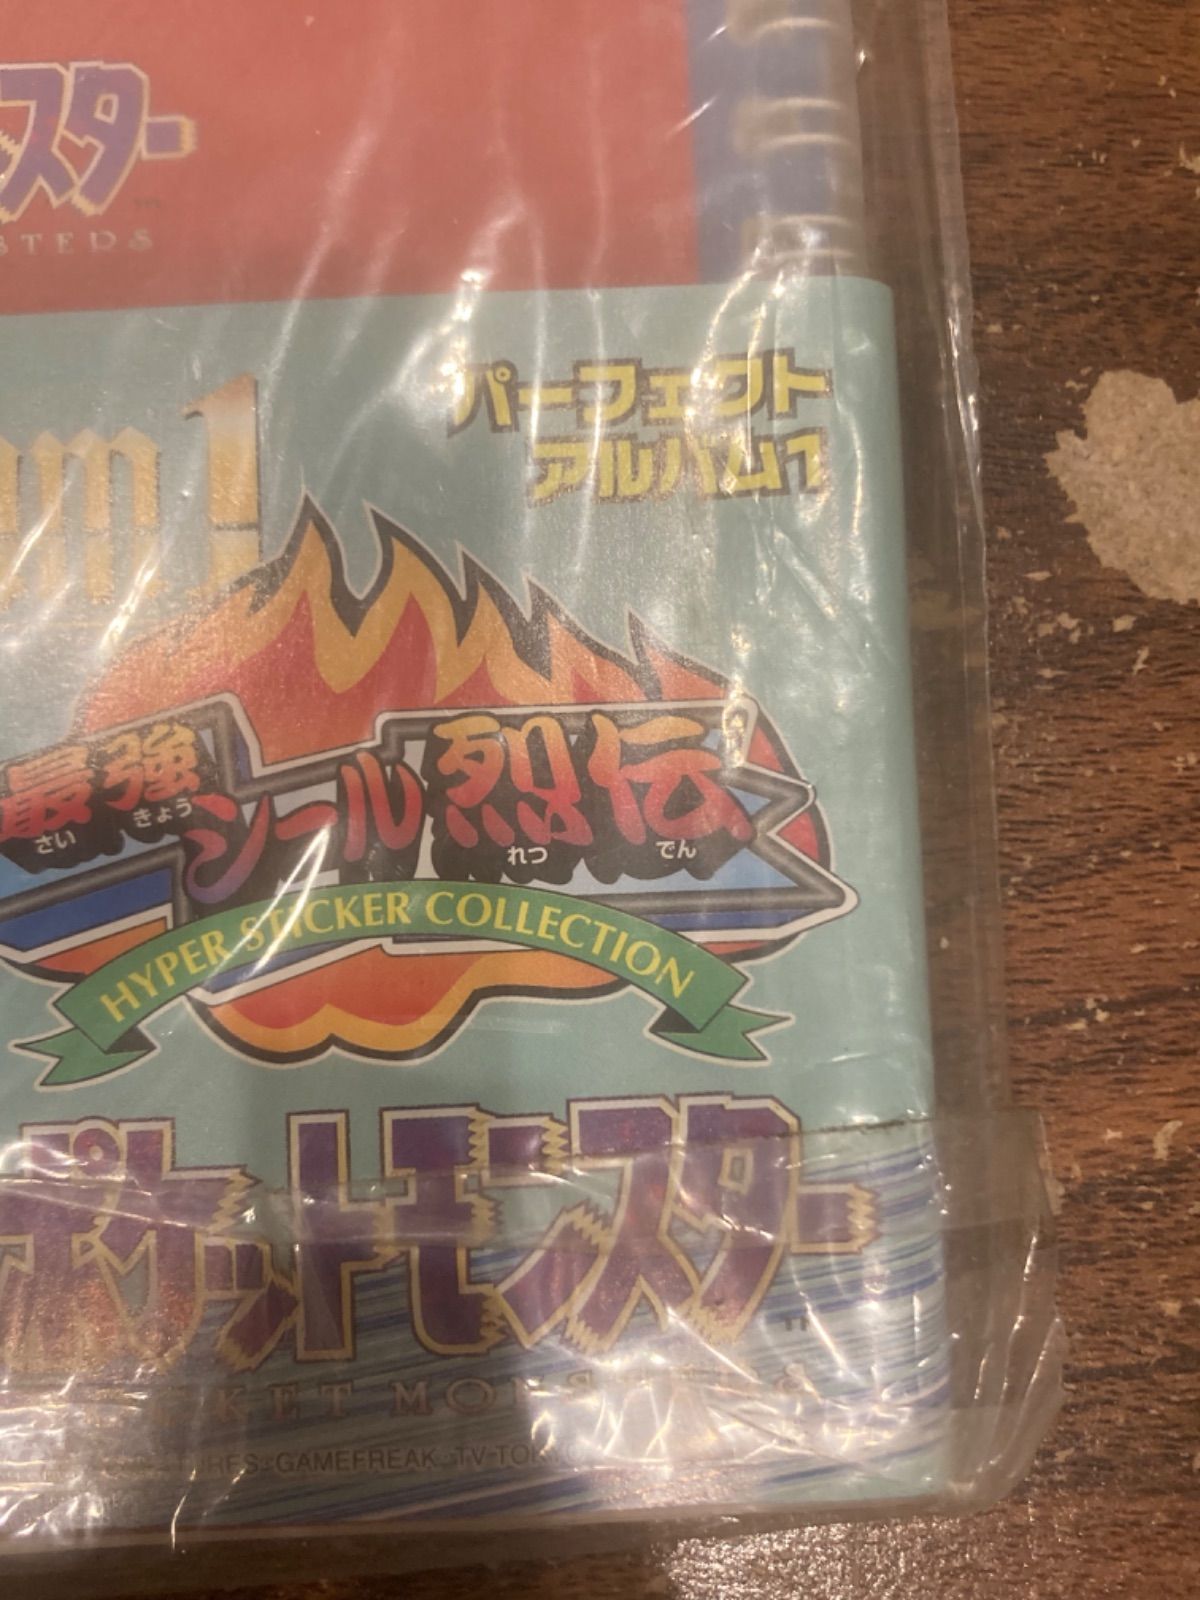 スター
パーフェクト
アルバム1
最強シール烈伝
さい きょう れつ でん
HYPER STICKER COLLECTION
ポケットモンスター
GAMEFREAK